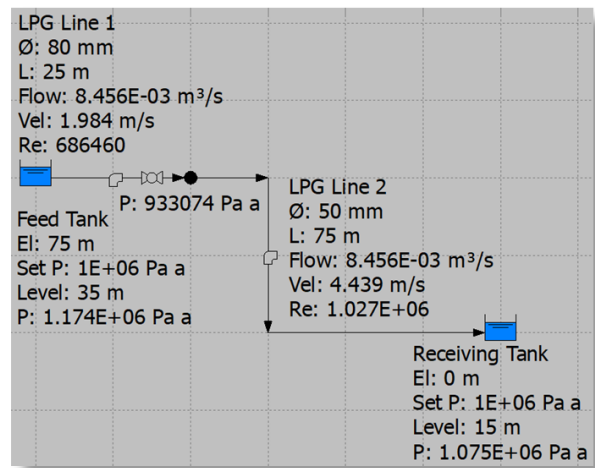 LPG Line 1
Ø: 80 mm
L: 25 m
Flow: 8.456E-03 m³/s
Vel: 1.984 m/s
Re: 686460
P: 933074 Pa a
Feed Tank
El: 75 m
Set P: 1E+06 Pa a
Level: 35 m
P: 1.174E+06 Pa a
LPG Line 2
Ø: 50 mm
L: 75 m
Flow: 8.456E-03 m³/s
Vel: 4.439 m/s
Re: 1.027E+06
Receiving Tank
El: 0 m
Set P: 1E+06 Pa a
Level: 15 m
P: 1.075E+06 Pa a